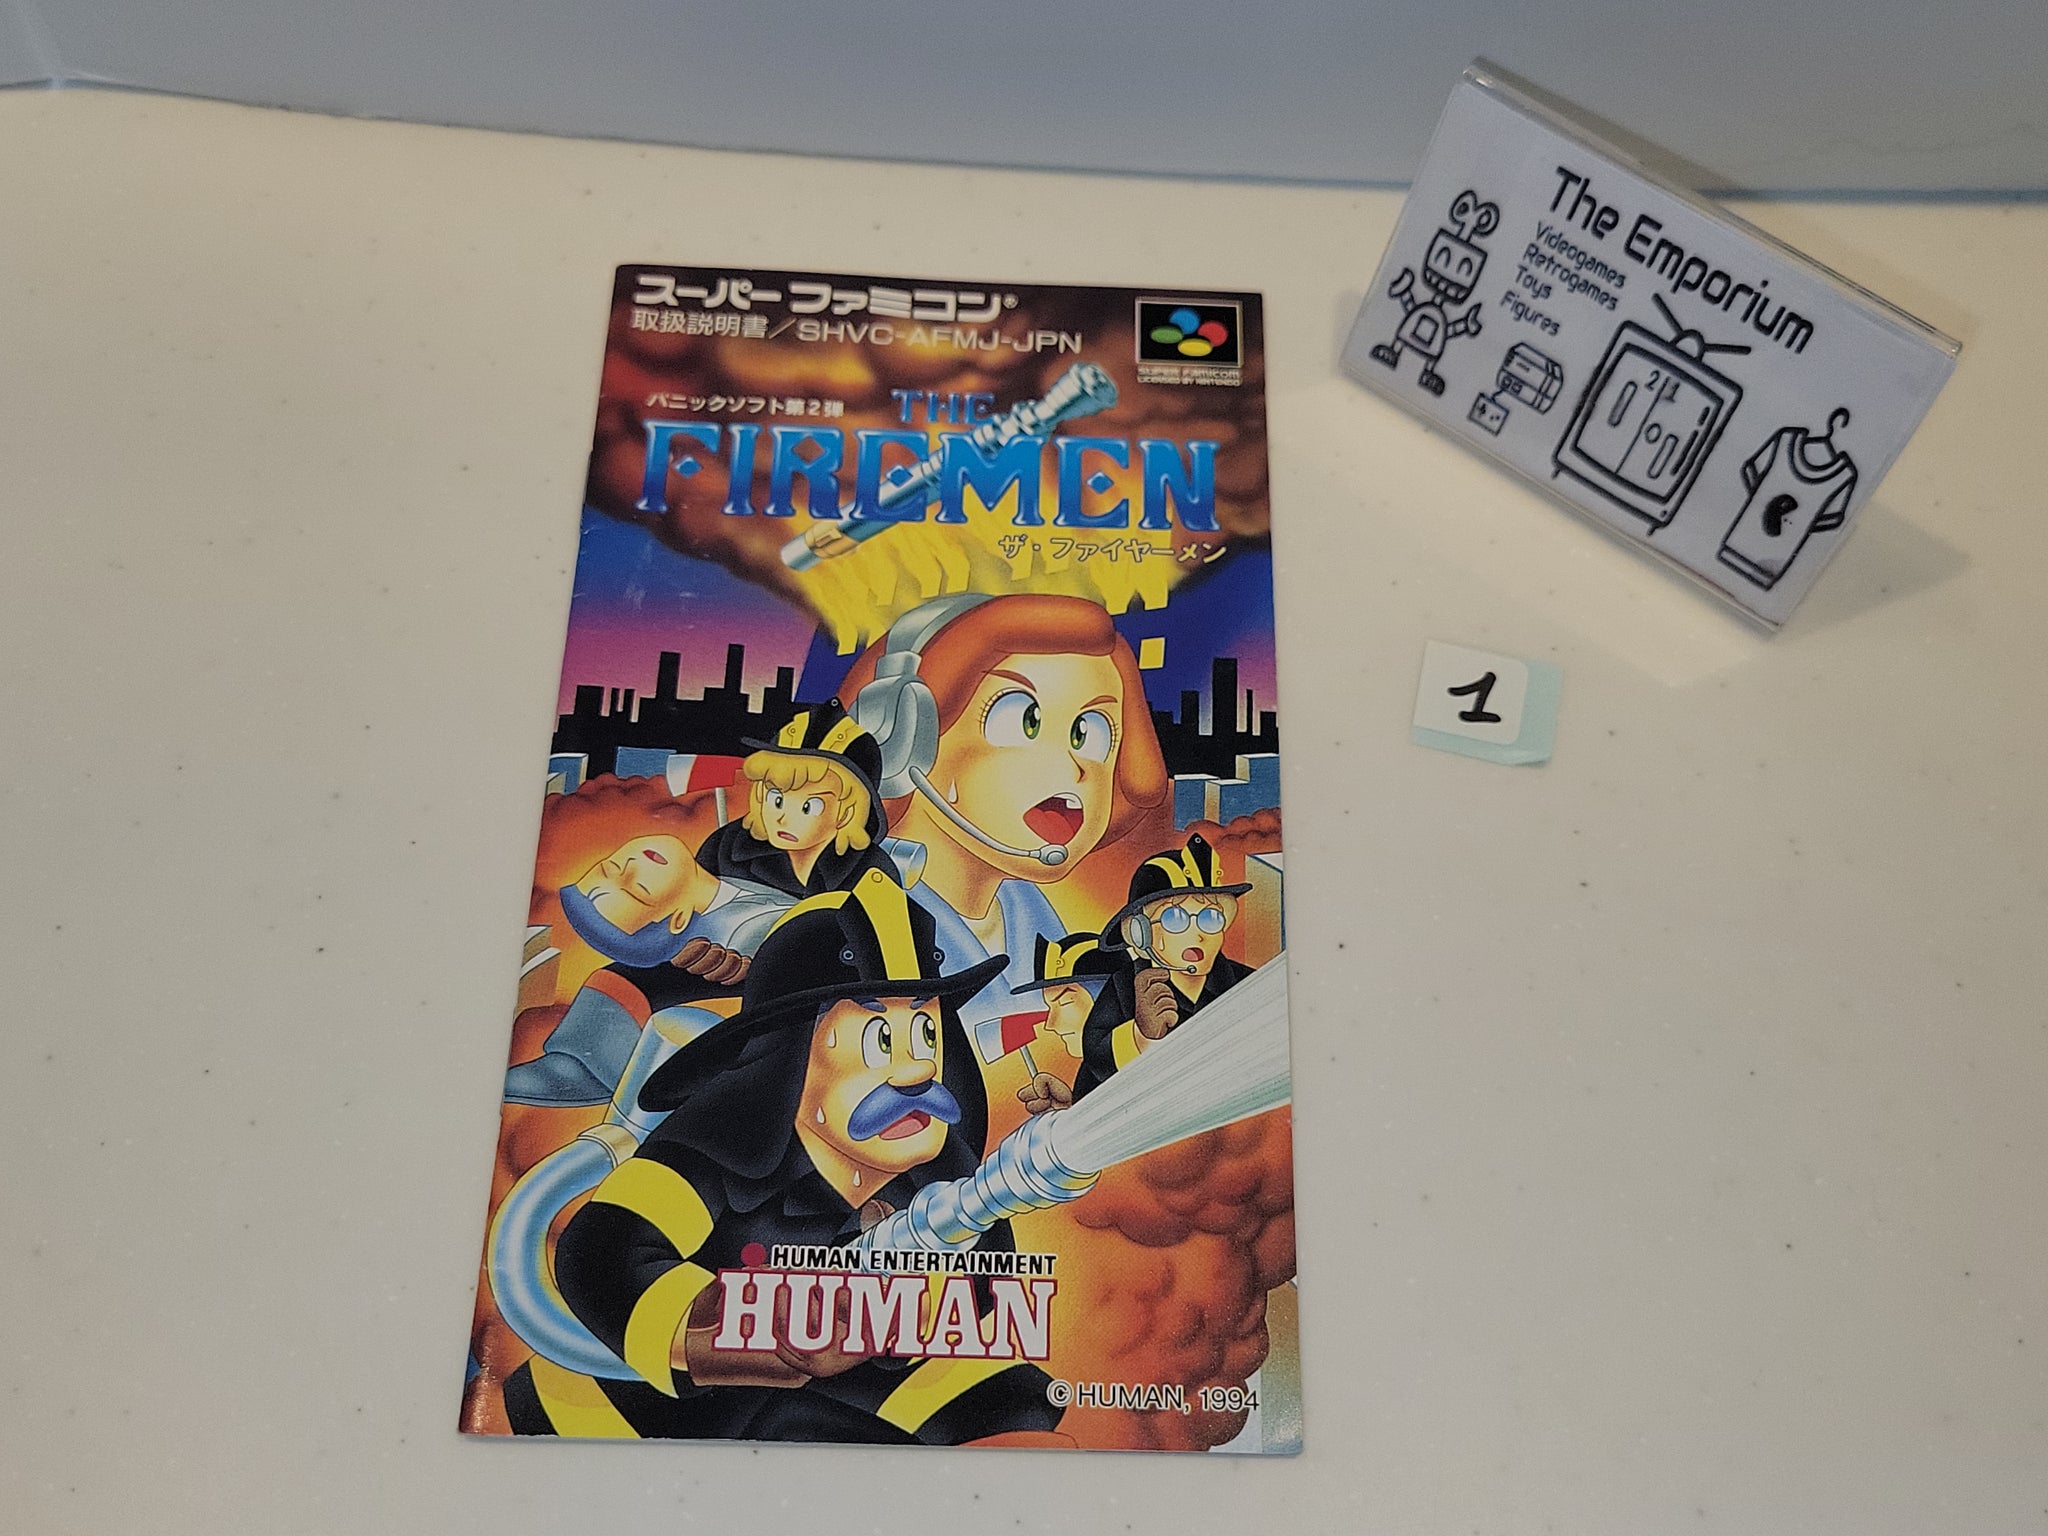 スーパーファミコン®
取扱説明書／SHVC-AFMJ-JPN
SUPER FAMICOM
LICENSED BY NINTENDO
パニックソフト第2弾
THE
FIREMEN
ザ・ファイヤーメン
HUMAN ENTERTAINMENT
HUMAN
©HUMAN, 1994
The Emporium
Videogames
Retrogames
Toys
Figures
2 1
1